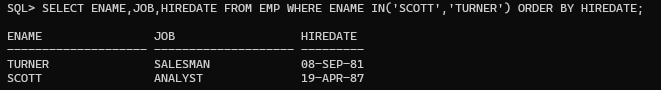 SQL> SELECT ENAME,JOB,HIREDATE FROM EMP WHERE ENAME IN('SCOTT','TURNER') ORDER BY HIREDATE;
ENAME                JOB                  HIREDATE
-------------------- -------------------- ---------
TURNER               SALESMAN             08-SEP-81
SCOTT                ANALYST              19-APR-87